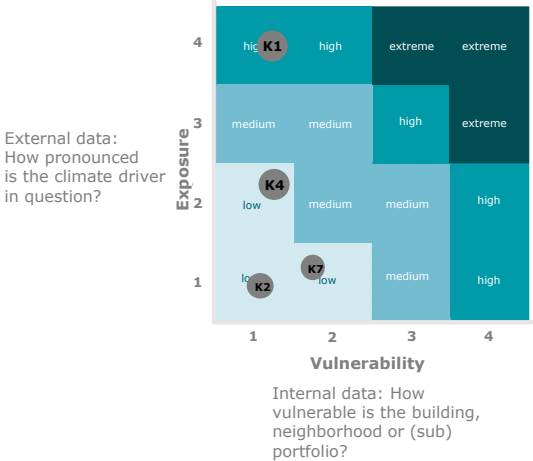 4
K1
high
extreme
extreme
External data:
How pronounced
is the climate driver
in question?
Exposure
3
medium
medium
high
extreme
2
K4
low
medium
medium
high
1
K2
K7
low
medium
high
1
2
3
4
Vulnerability
Internal data: How
vulnerable is the building,
neighborhood or (sub)
portfolio?